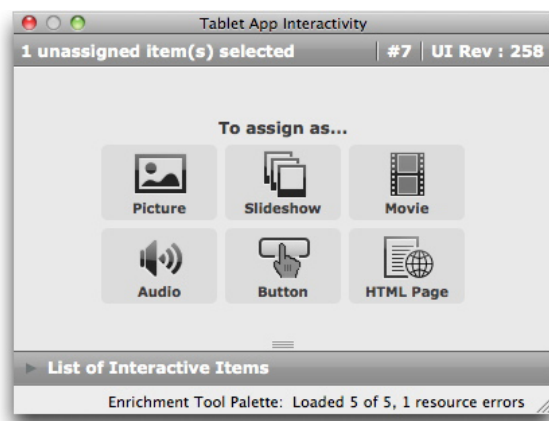 Tablet App Interactivity
1 unassigned item(s) selected #7 UI Rev : 258
To assign as...
Picture Slideshow Movie
Audio Button HTML Page
List of Interactive Items
Enrichment Tool Palette: Loaded 5 of 5, 1 resource errors